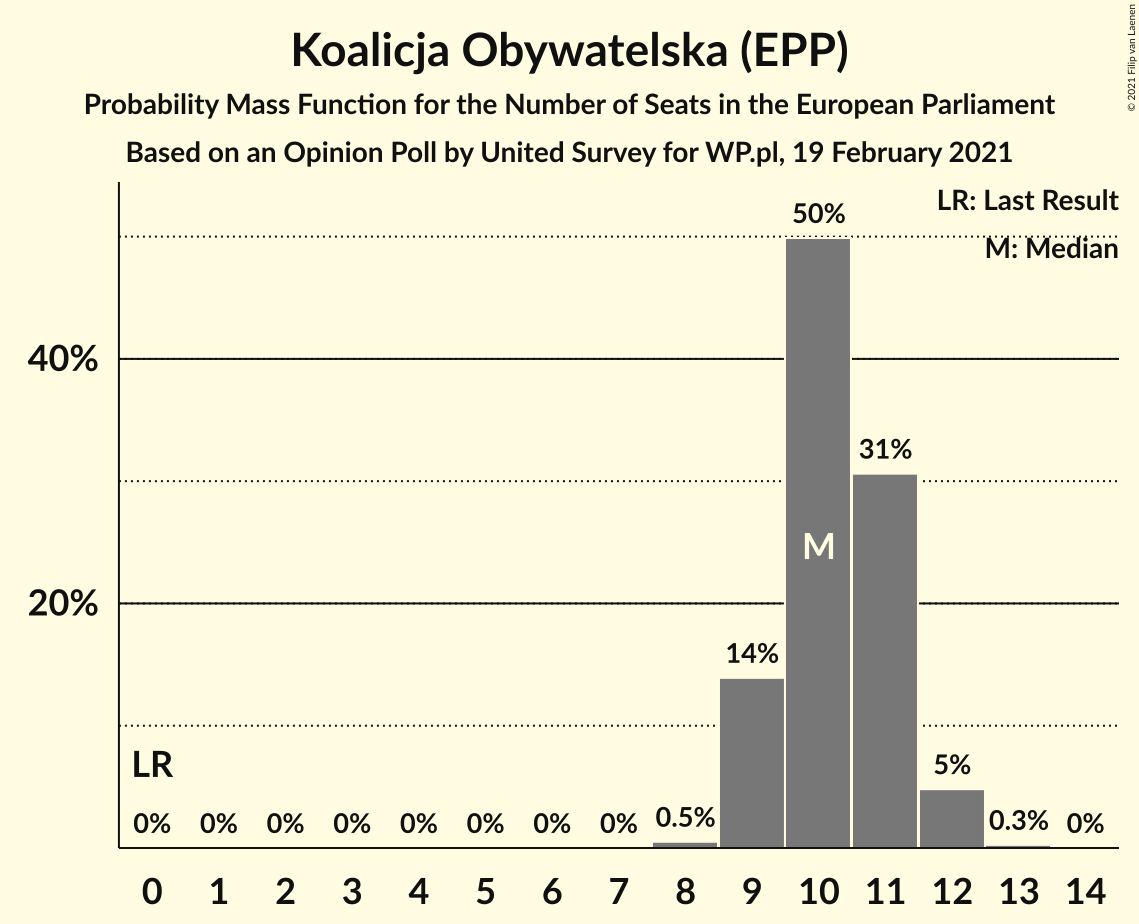 Koalicja Obywatelska (EPP)
Probability Mass Function for the Number of Seats in the European Parliament
Based on an Opinion Poll by United Survey for WP.pl, 19 February 2021
© 2021 Filip van Laenen
LR: Last Result
M: Median
50%
40%
31%
M
20%
14%
LR
5%
0% 0% 0% 0% 0% 0% 0% 0% 0.5% 0.3% 0%
0 1 2 3 4 5 6 7 8 9 10 11 12 13 14